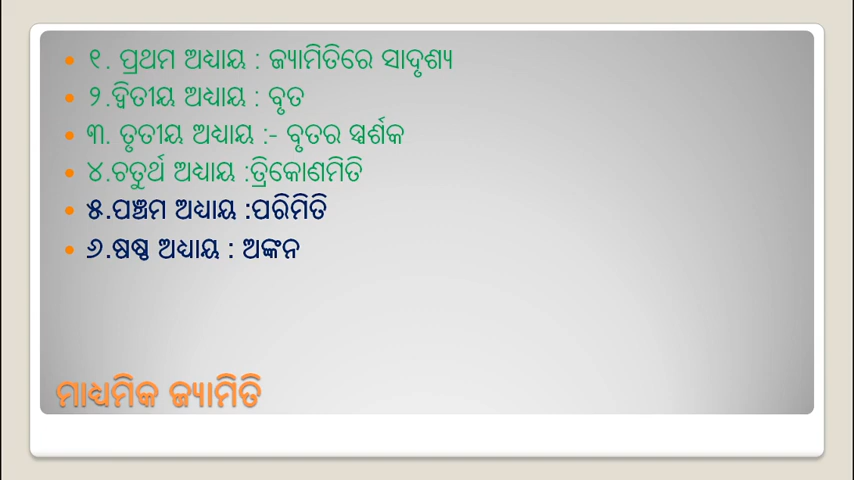 ୧. ପ୍ରଥମ ଅଧ୍ୟାୟ : ଜ୍ୟାମିତିରେ ସାଦୃଶ୍ୟ
୨.ଦ୍ୱିତୀୟ ଅଧ୍ୟାୟ : ବୃତ
୩. ତୃତୀୟ ଅଧ୍ୟାୟ :- ବୃତର ସ୍ପର୍ଶକ
୪.ଚତୁର୍ଥ ଅଧ୍ୟାୟ :ତ୍ରିକୋଣମିତି
୫.ପଞ୍ଚମ ଅଧ୍ୟାୟ :ପରିମିତି
୬.ଷଷ୍ଠ ଅଧ୍ୟାୟ : ଅଙ୍କନ
ମାଧ୍ୟମିକ ଜ୍ୟାମିତି